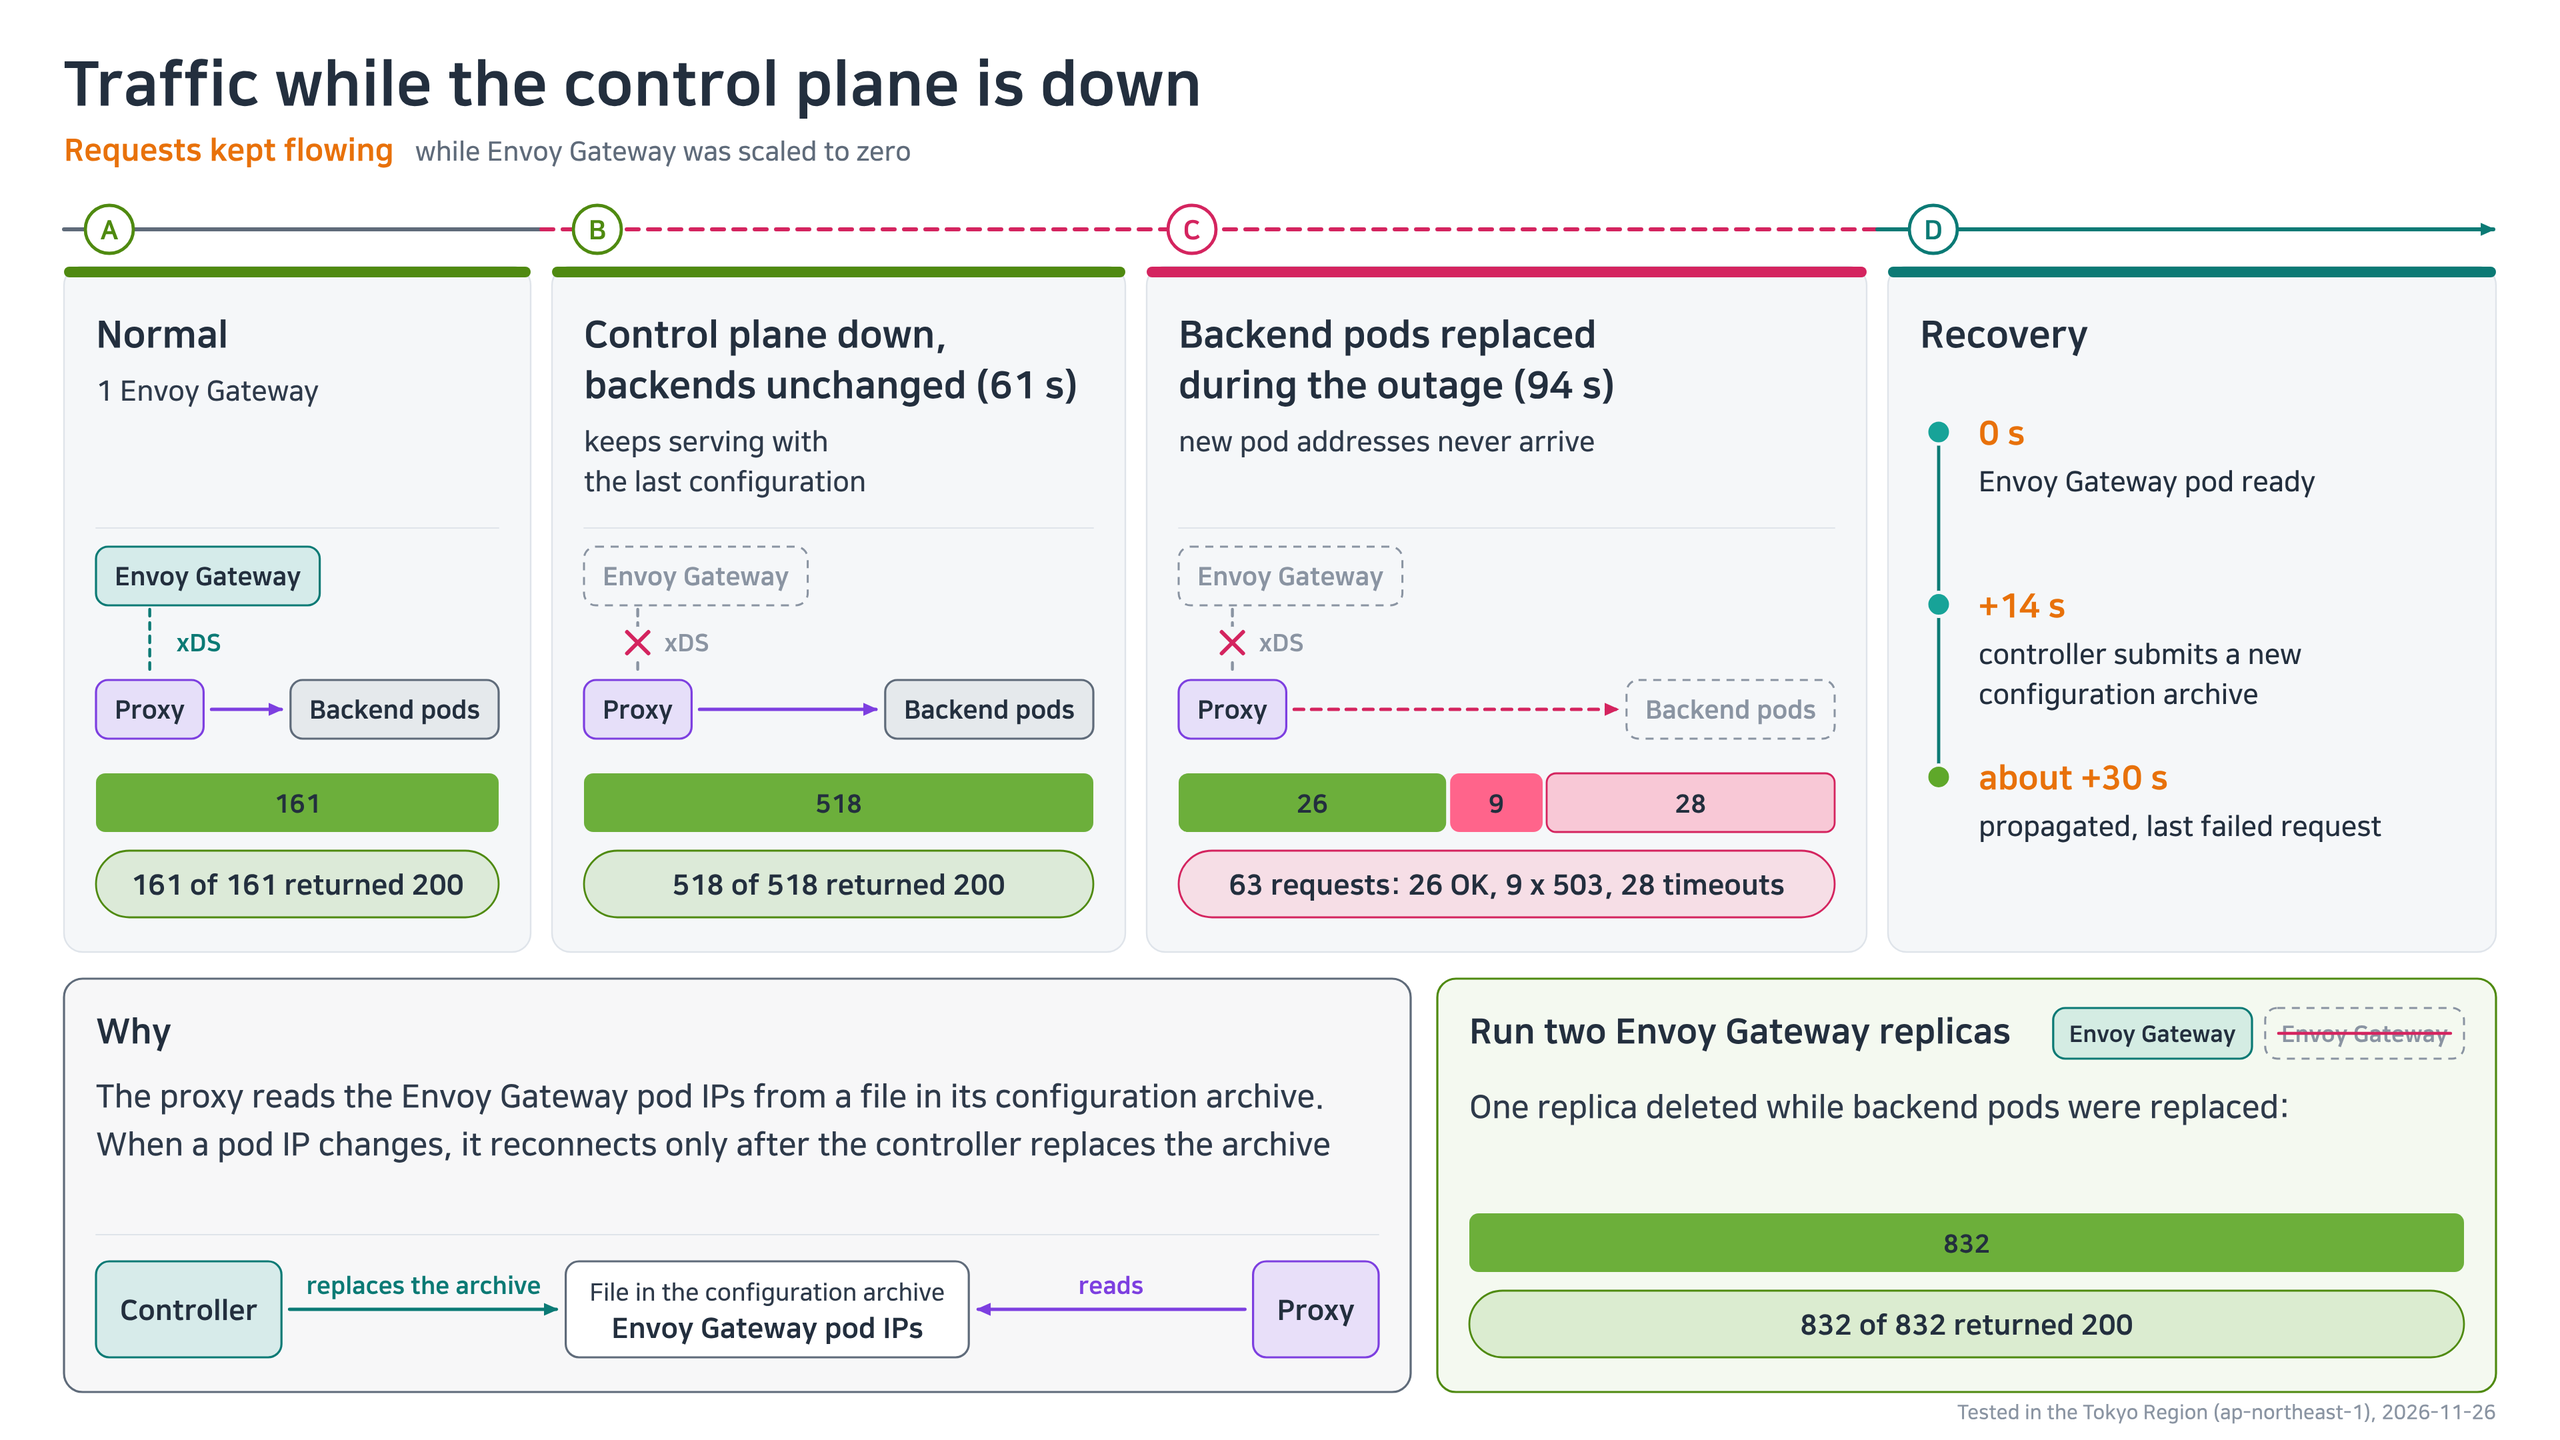 Traffic while the control plane is down
Requests kept flowing while Envoy Gateway was scaled to zero
A
B
C
D
Normal
1 Envoy Gateway
Envoy Gateway
xDS
Proxy
Backend pods
161
161 of 161 returned 200
Control plane down,
backends unchanged (61 s)
keeps serving with
the last configuration
Envoy Gateway
xDS
Proxy
Backend pods
518
518 of 518 returned 200
Backend pods replaced
during the outage (94 s)
new pod addresses never arrive
Envoy Gateway
xDS
Proxy
Backend pods
26
9
28
63 requests: 26 OK, 9 x 503, 28 timeouts
Recovery
0 s
Envoy Gateway pod ready
+14 s
controller submits a new
configuration archive
about +30 s
propagated, last failed request
Why
The proxy reads the Envoy Gateway pod IPs from a file in its configuration archive.
When a pod IP changes, it reconnects only after the controller replaces the archive
Controller
replaces the archive
File in the configuration archive
Envoy Gateway pod IPs
reads
Proxy
Run two Envoy Gateway replicas
Envoy Gateway
Envoy Gateway
One replica deleted while backend pods were replaced:
832
832 of 832 returned 200
Tested in the Tokyo Region (ap-northeast-1), 2026-11-26